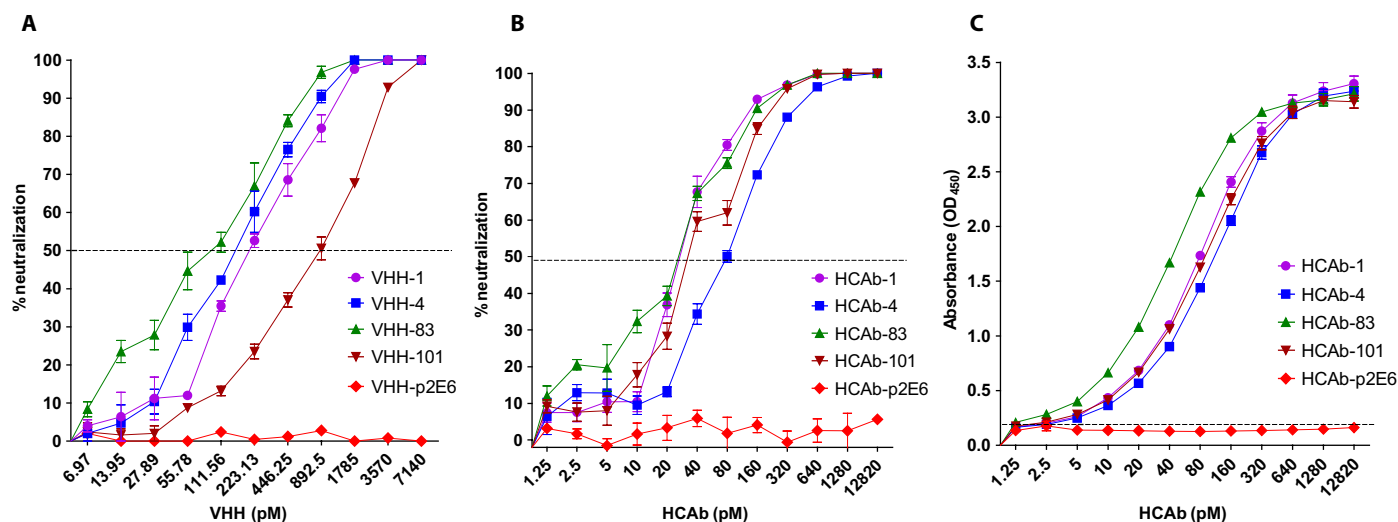 A
% neutralization
100
90
80
70
60
50
40
30
20
10
0
6.97
13.95
27.89
55.78
111.56
223.13
446.25
892.5
1785
3570
7140
VHH (pM)
VHH-1
VHH-4
VHH-83
VHH-101
VHH-p2E6
B
% neutralization
100
90
80
70
60
50
40
30
20
10
0
1.25
2.5
5
10
20
40
80
160
320
640
1280
12820
HCAb (pM)
HCAb-1
HCAb-4
HCAb-83
HCAb-101
HCAb-p2E6
C
Absorbance (OD450)
3.5
3.0
2.5
2.0
1.5
1.0
0.5
0.0
1.25
2.5
5
10
20
40
80
160
320
640
1280
12820
HCAb (pM)
HCAb-1
HCAb-4
HCAb-83
HCAb-101
HCAb-p2E6